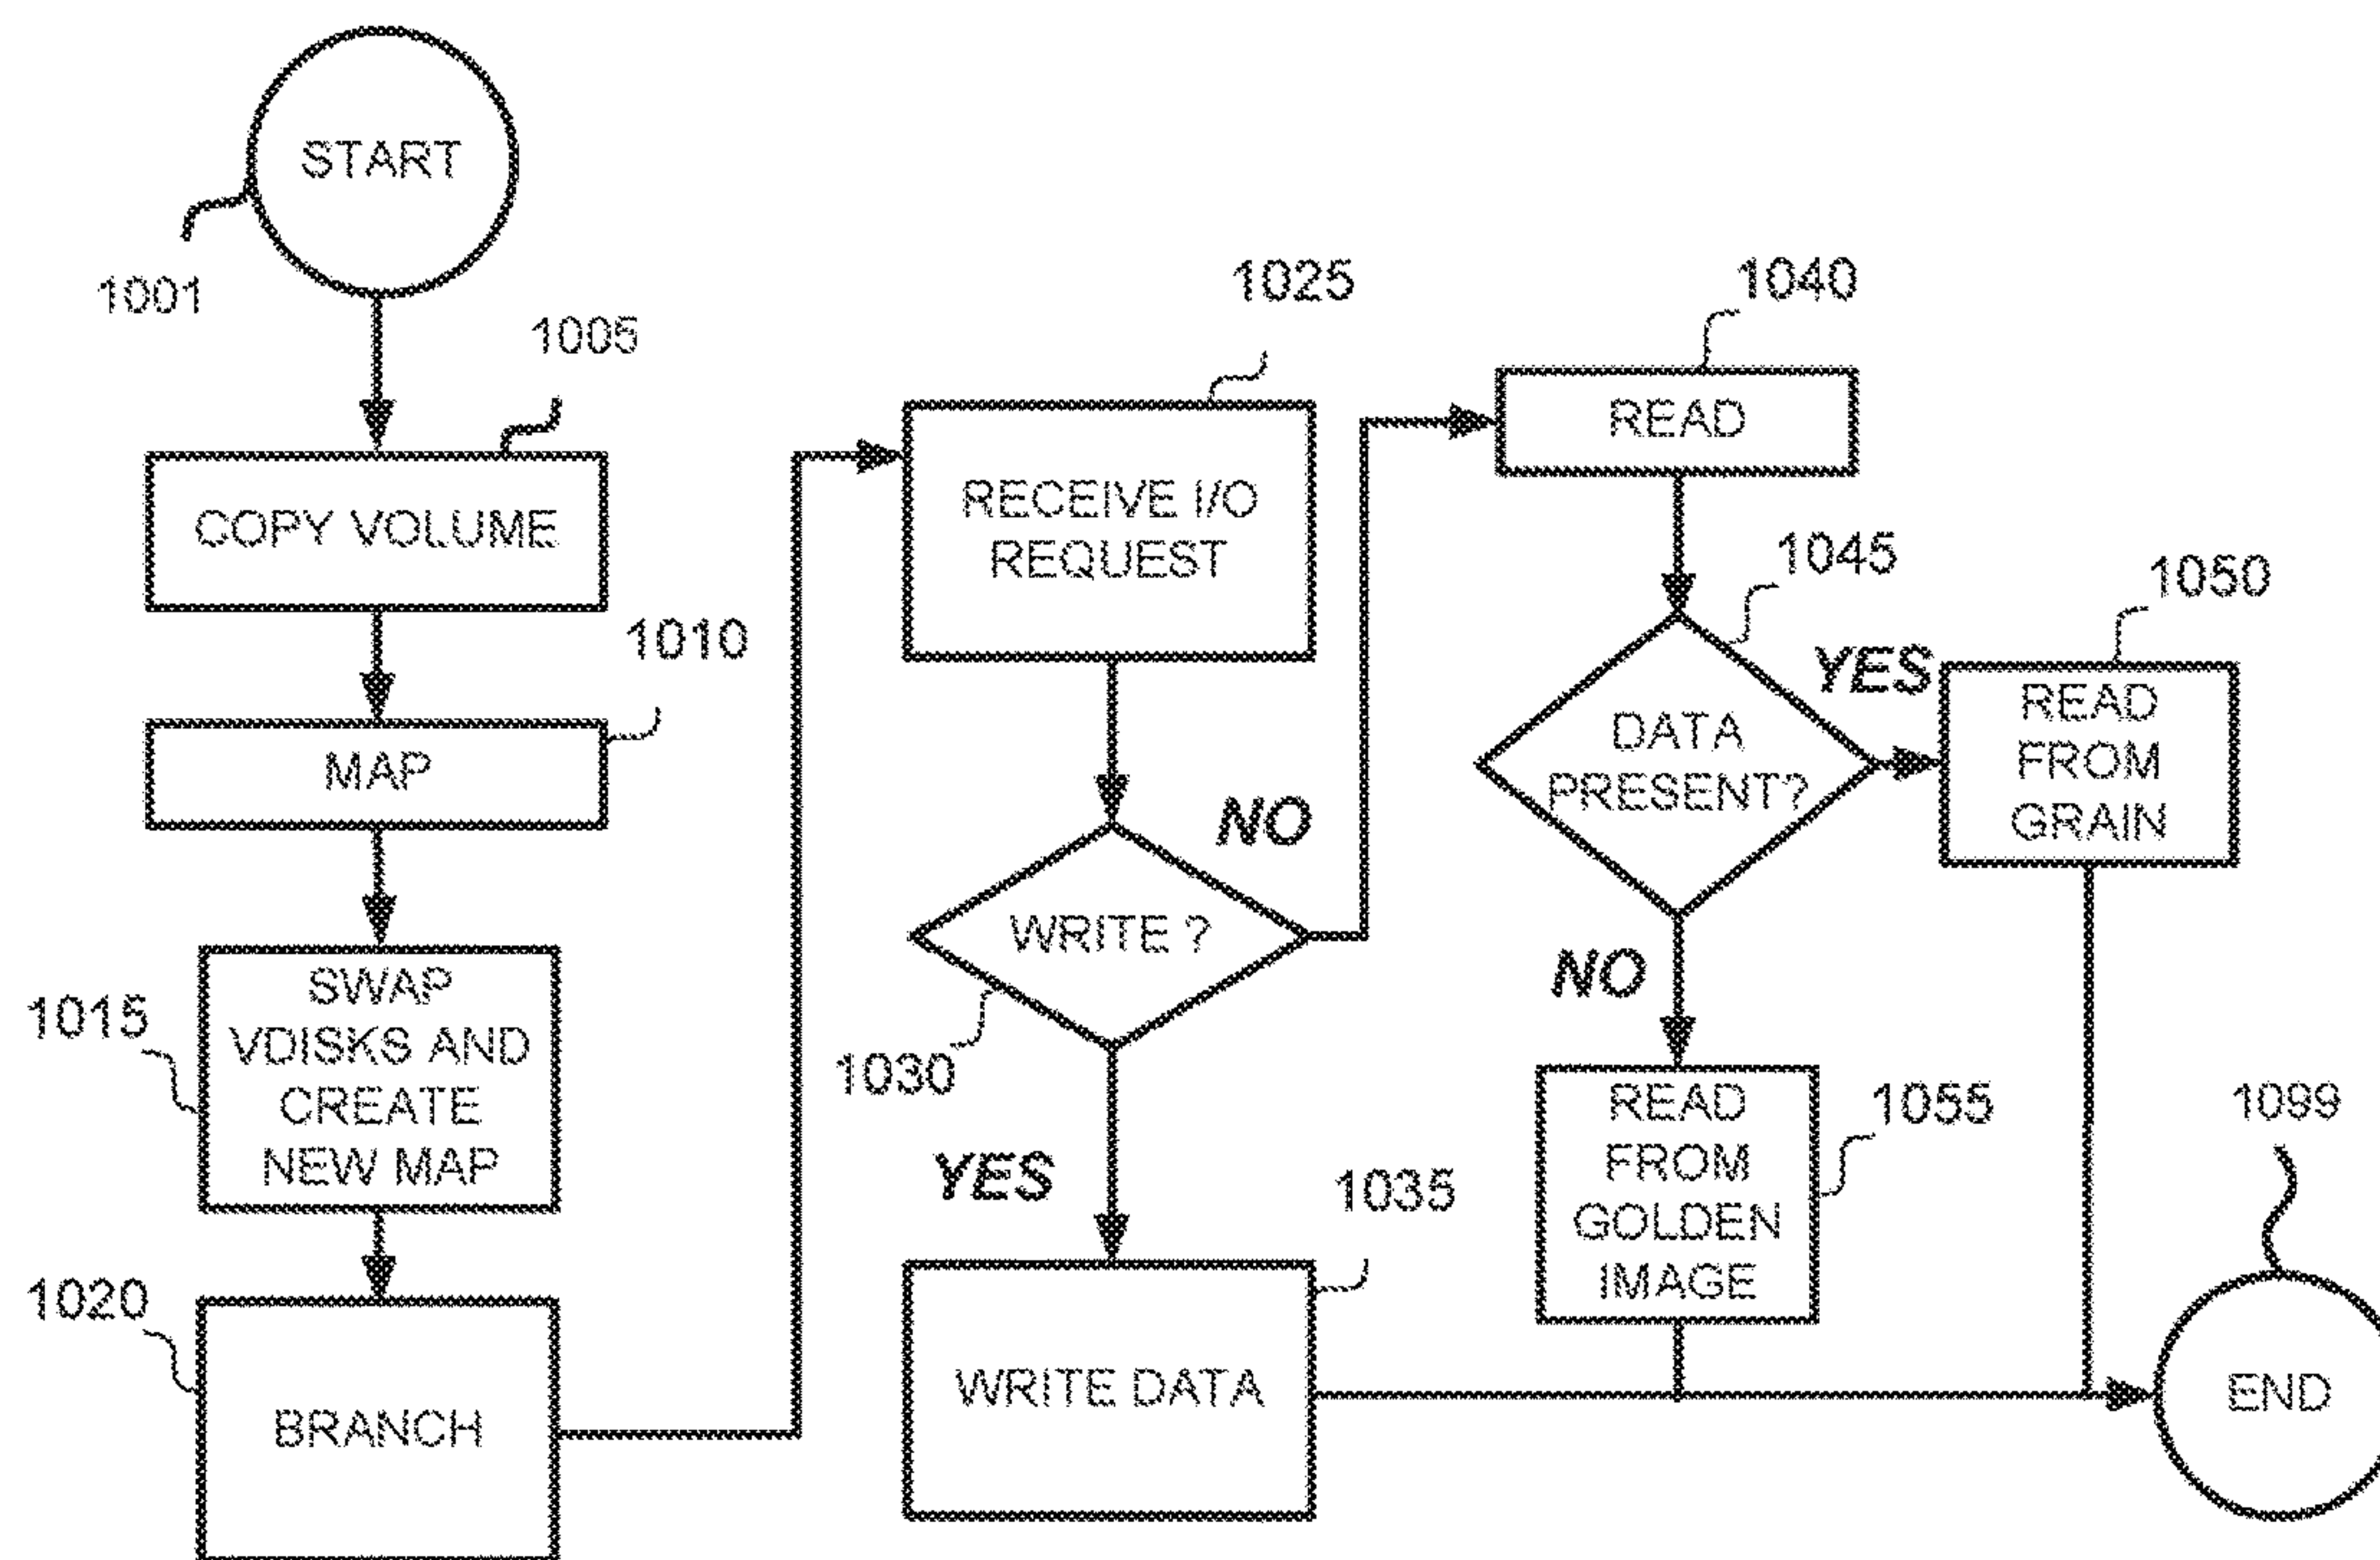 START
1001
1005
COPY VOLUME
1010
MAP
1015
SWAP
VDISKS AND
CREATE
NEW MAP
1020
BRANCH
1025
RECEIVE I/O
REQUEST
NO
WRITE ?
1030
YES
1035
WRITE DATA
1040
READ
1045
DATA
PRESENT?
YES
1050
READ
FROM
GRAIN
NO
1055
READ
FROM
GOLDEN
IMAGE
1099
END